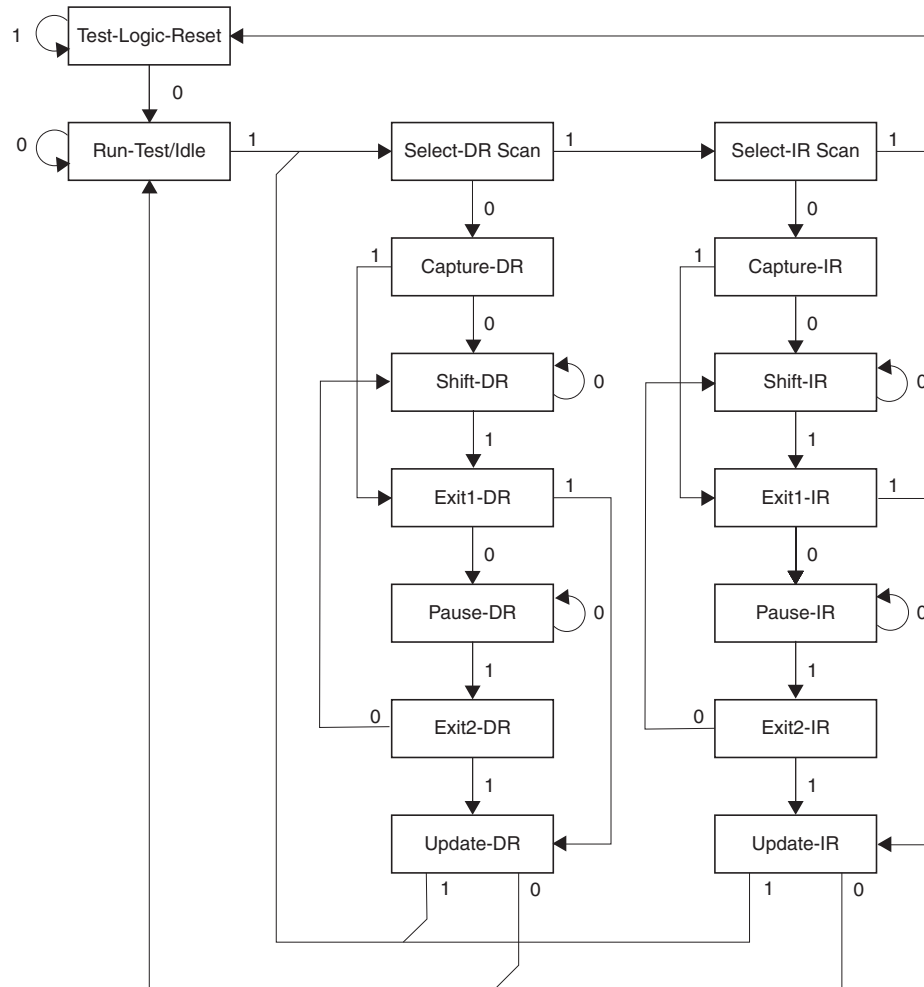 1
Test-Logic-Reset
0
0
Run-Test/Idle
1
Select-DR Scan
1
Select-IR Scan
1
0
0
1
Capture-DR
1
Capture-IR
0
0
Shift-DR
0
Shift-IR
0
1
1
Exit1-DR
1
Exit1-IR
1
0
0
Pause-DR
0
Pause-IR
0
1
1
0
Exit2-DR
0
Exit2-IR
1
1
Update-DR
Update-IR
1
0
1
0